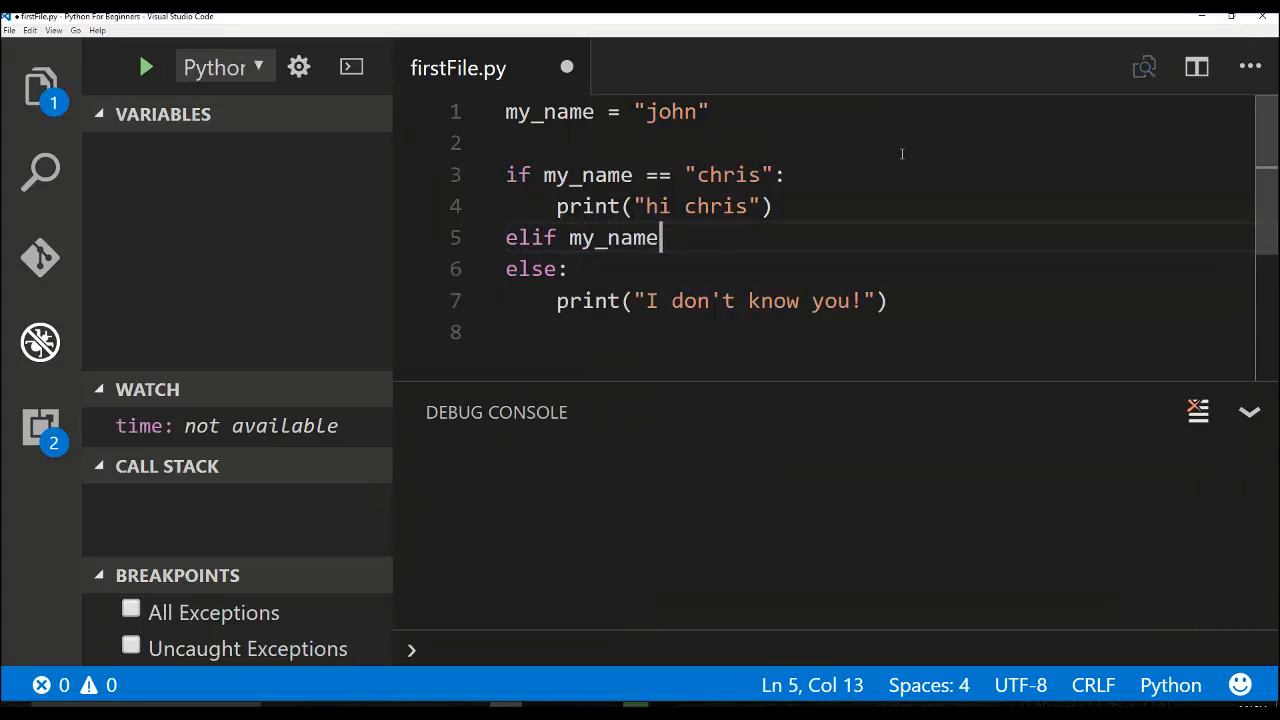 ● firstFile.py - Python For Beginners - Visual Studio Code
File Edit View Go Help
1
Python
firstFile.py
VARIABLES
1 my_name = "john"
2
3 if my_name == "chris":
4     print("hi chris")
5 elif my_name
6 else:
7     print("I don't know you!")
8
WATCH
time: not available
CALL STACK
DEBUG CONSOLE
2
BREAKPOINTS
All Exceptions
Uncaught Exceptions
0 0
Ln 5, Col 13
Spaces: 4
UTF-8
CRLF
Python